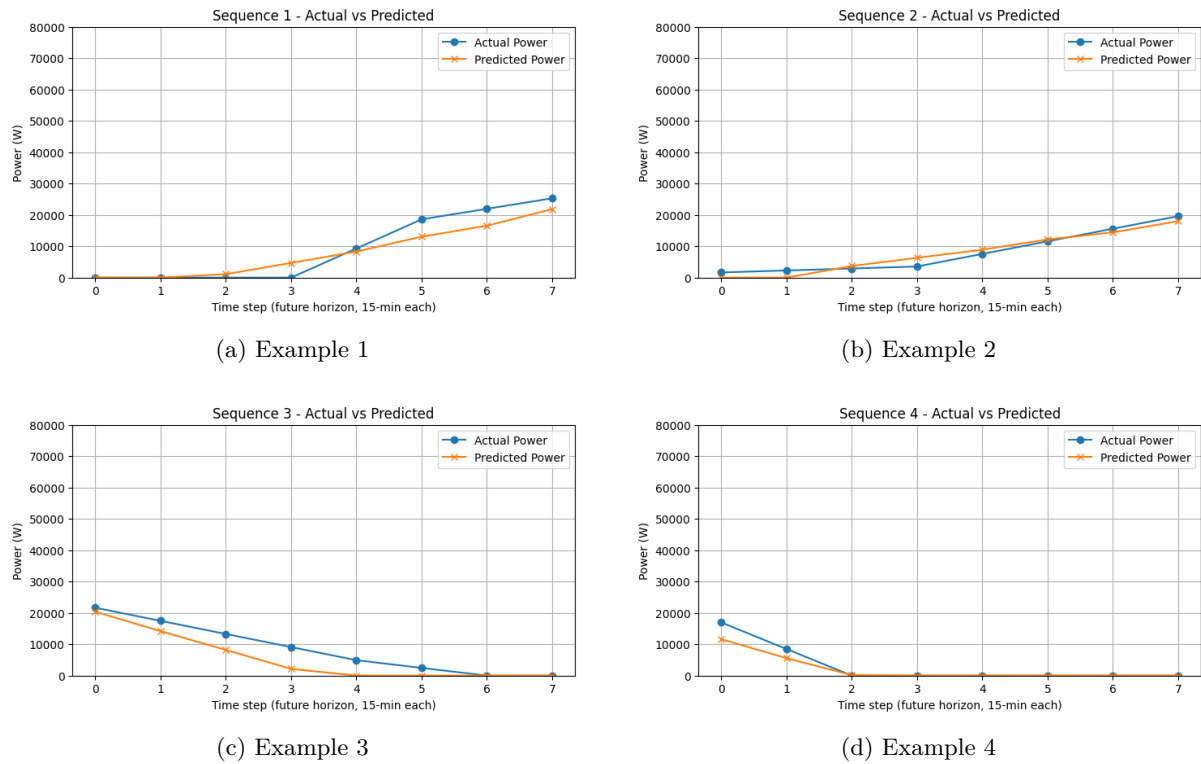 Sequence 1 - Actual vs Predicted
80000
70000
60000
50000
40000
30000
20000
10000
0
Power (W)
Actual Power
Predicted Power
0 1 2 3 4 5 6 7
Time step (future horizon, 15-min each)
(a) Example 1
Sequence 2 - Actual vs Predicted
80000
70000
60000
50000
40000
30000
20000
10000
0
Power (W)
Actual Power
Predicted Power
0 1 2 3 4 5 6 7
Time step (future horizon, 15-min each)
(b) Example 2
Sequence 3 - Actual vs Predicted
80000
70000
60000
50000
40000
30000
20000
10000
0
Power (W)
Actual Power
Predicted Power
0 1 2 3 4 5 6 7
Time step (future horizon, 15-min each)
(c) Example 3
Sequence 4 - Actual vs Predicted
80000
70000
60000
50000
40000
30000
20000
10000
0
Power (W)
Actual Power
Predicted Power
0 1 2 3 4 5 6 7
Time step (future horizon, 15-min each)
(d) Example 4